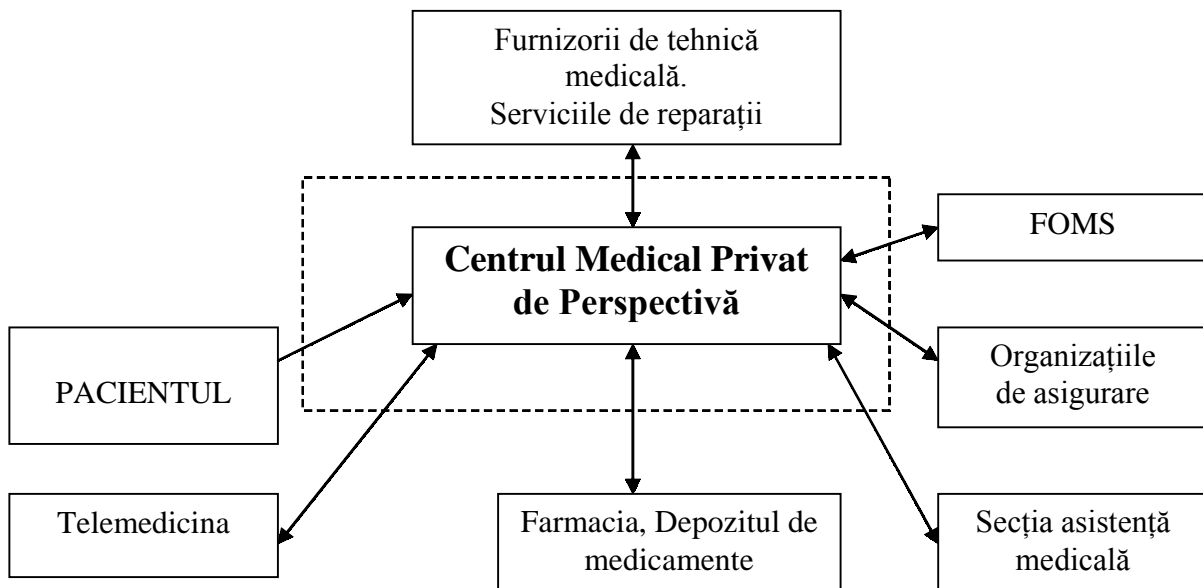 Furnizorii de tehnică
medicală.
Serviciile de reparații
FOMS
Centrul Medical Privat
de Perspectivă
PACIENTUL
Organizațiile
de asigurare
Telemedicina
Farmacia, Depozitul de
medicamente
Secția asistență
medicală